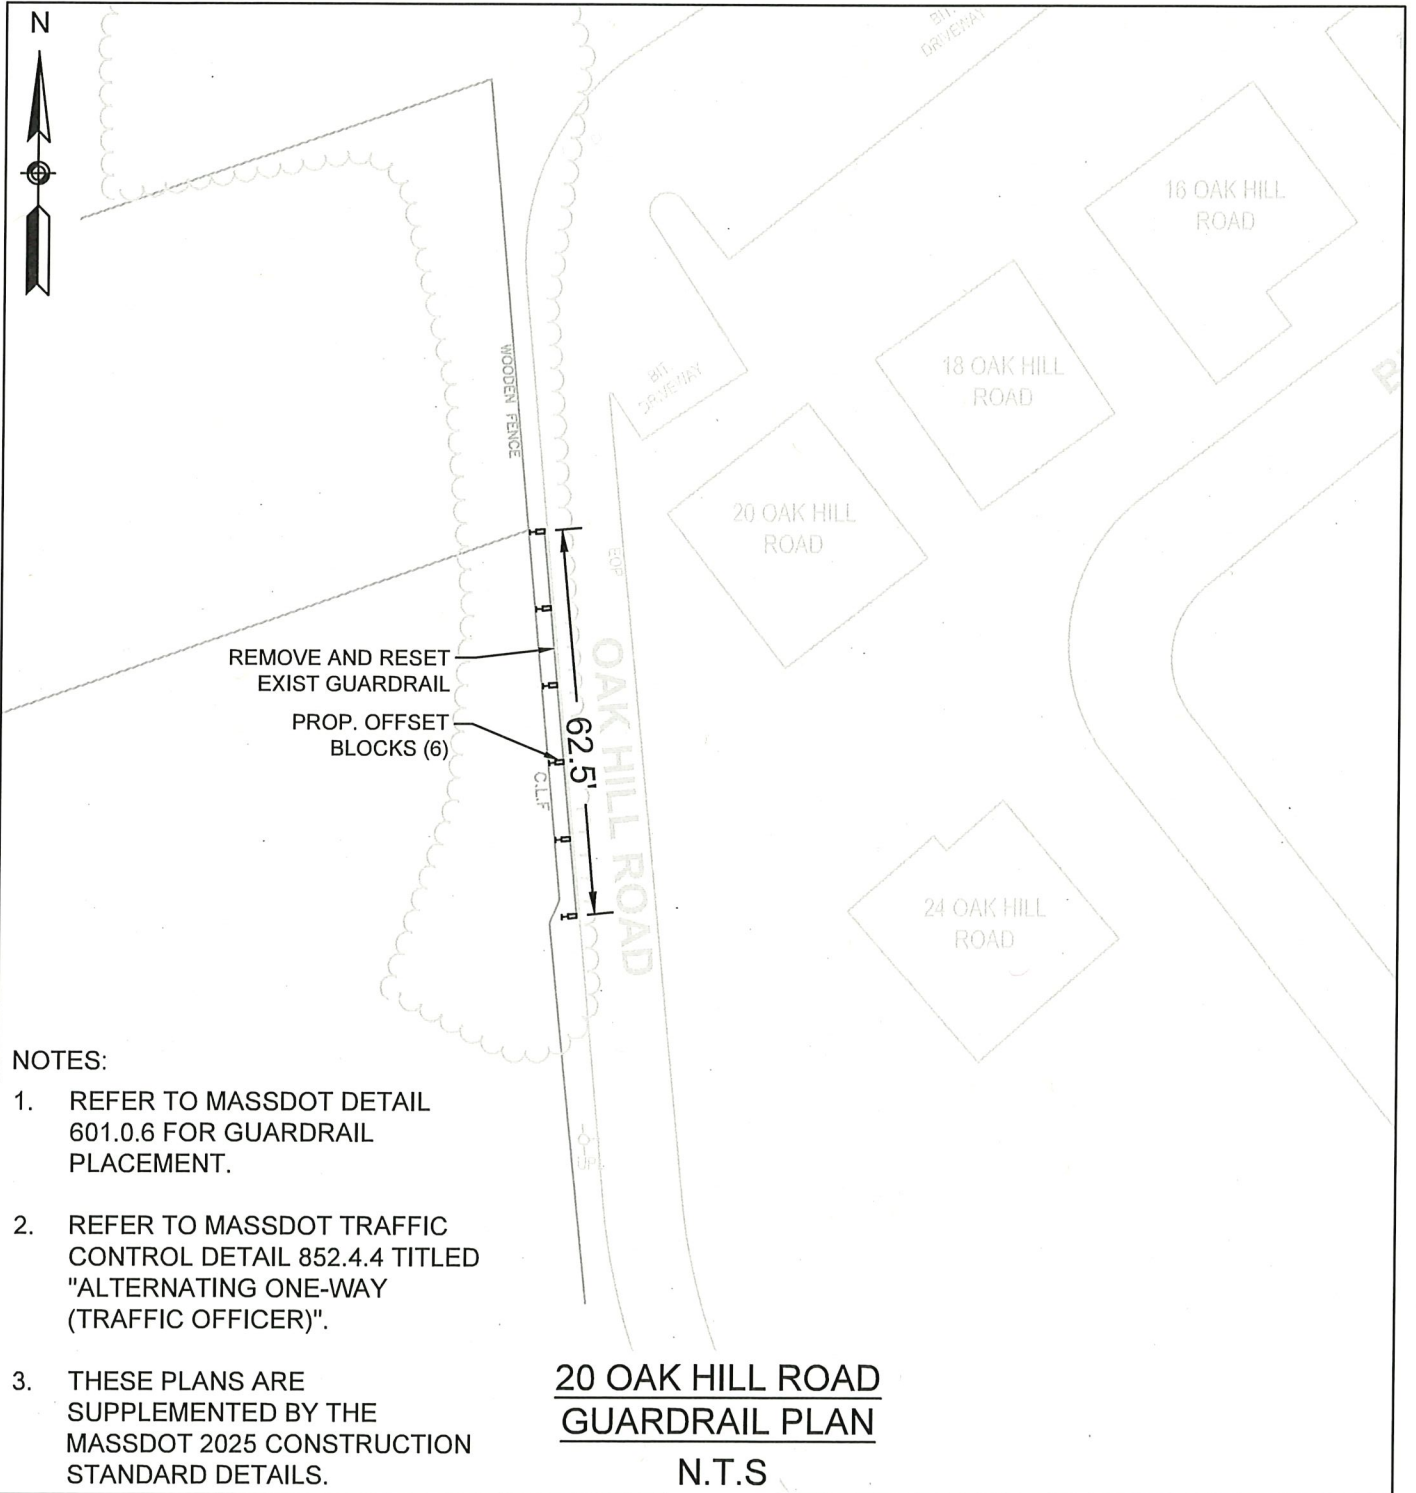 N
BIT.
DRIVEWAY
16 OAK HILL
ROAD
18 OAK HILL
ROAD
BIT.
DRIVEWAY
WOODEN FENCE
20 OAK HILL
ROAD
EOP
REMOVE AND RESET
EXIST GUARDRAIL
PROP. OFFSET
BLOCKS (6)
62.5'
C.L.F
OAK HILL ROAD
24 OAK HILL
ROAD
UP
NOTES:
1. REFER TO MASSDOT DETAIL
601.0.6 FOR GUARDRAIL
PLACEMENT.
2. REFER TO MASSDOT TRAFFIC
CONTROL DETAIL 852.4.4 TITLED
"ALTERNATING ONE-WAY
(TRAFFIC OFFICER)".
3. THESE PLANS ARE
SUPPLEMENTED BY THE
MASSDOT 2025 CONSTRUCTION
STANDARD DETAILS.
20 OAK HILL ROAD
GUARDRAIL PLAN
N.T.S